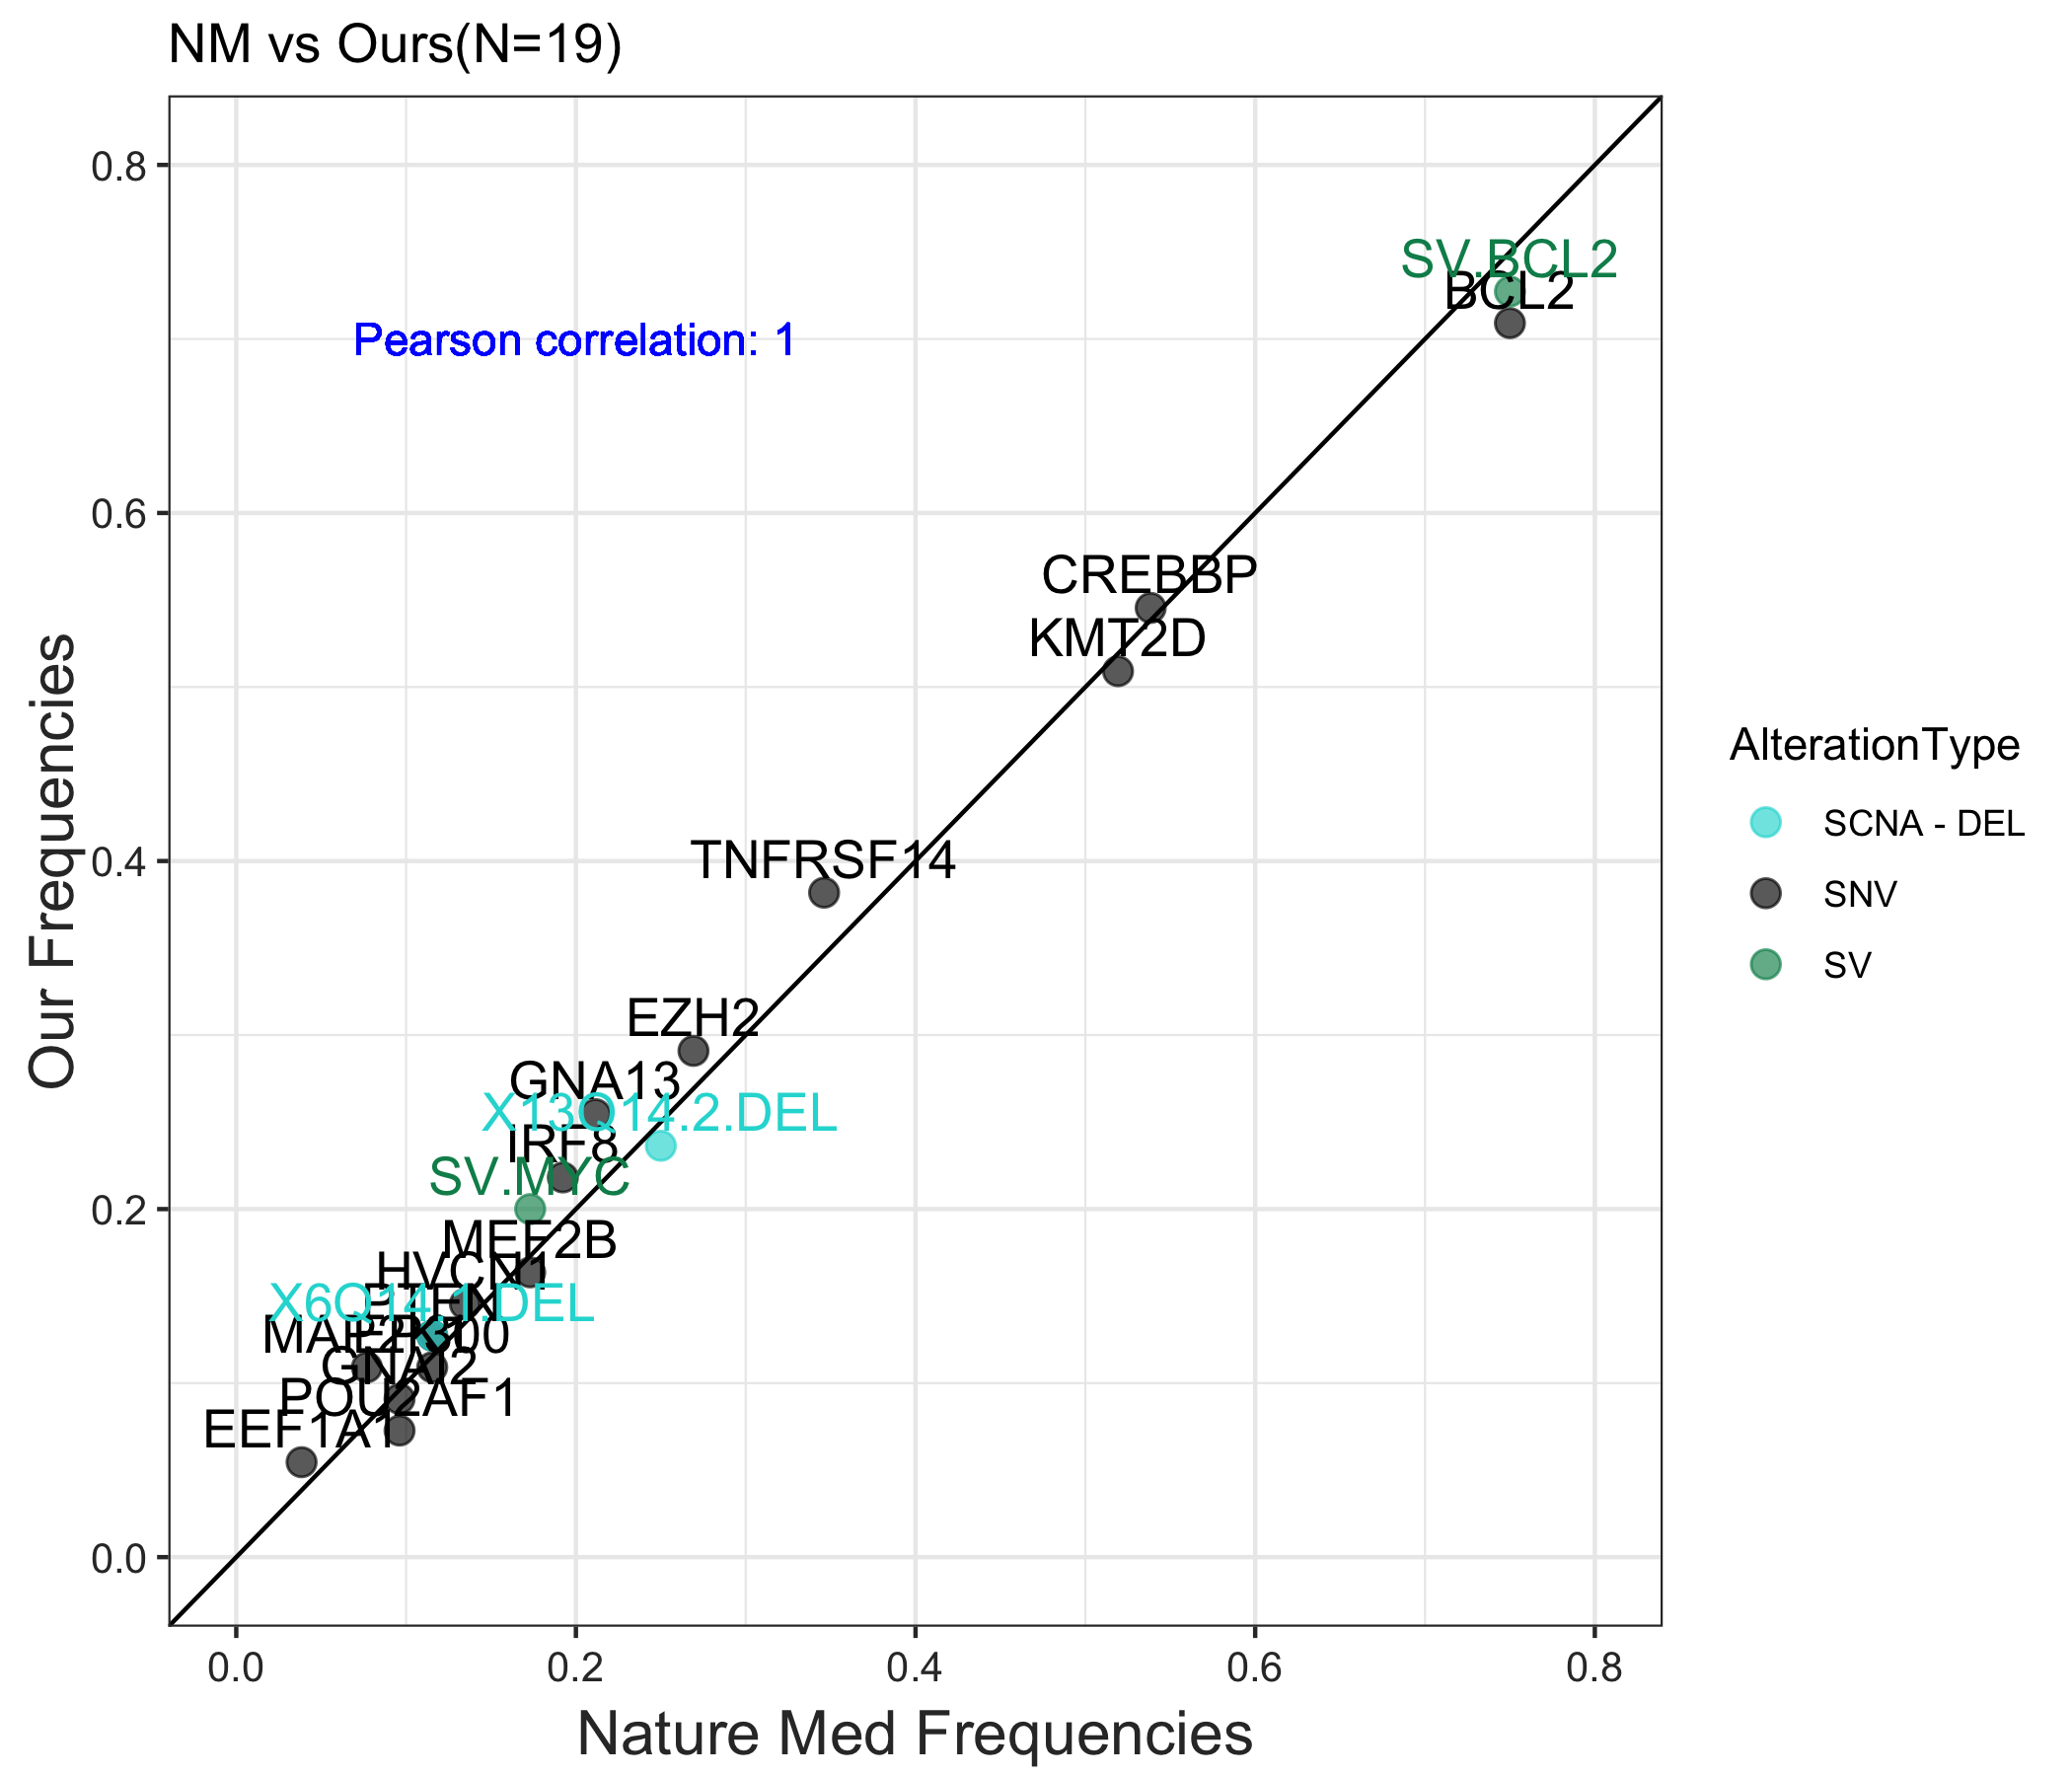 NM vs Ours(N=19)
0.8
0.6
0.4
0.2
0.0
Our Frequencies
Pearson correlation: 1
SV.BCL2
BCL2
CREBBP
KMT2D
TNFRSF14
EZH2
GNA13
X13Q14.2.DEL
IRF8
SV.MYC
MEF2B
HVCN1
X6Q14.1.DEL
EP300
GNAI2
POU2AF1
EEF1A1
0.0
0.2
0.4
0.6
0.8
Nature Med Frequencies
AlterationType
SCNA - DEL
SNV
SV